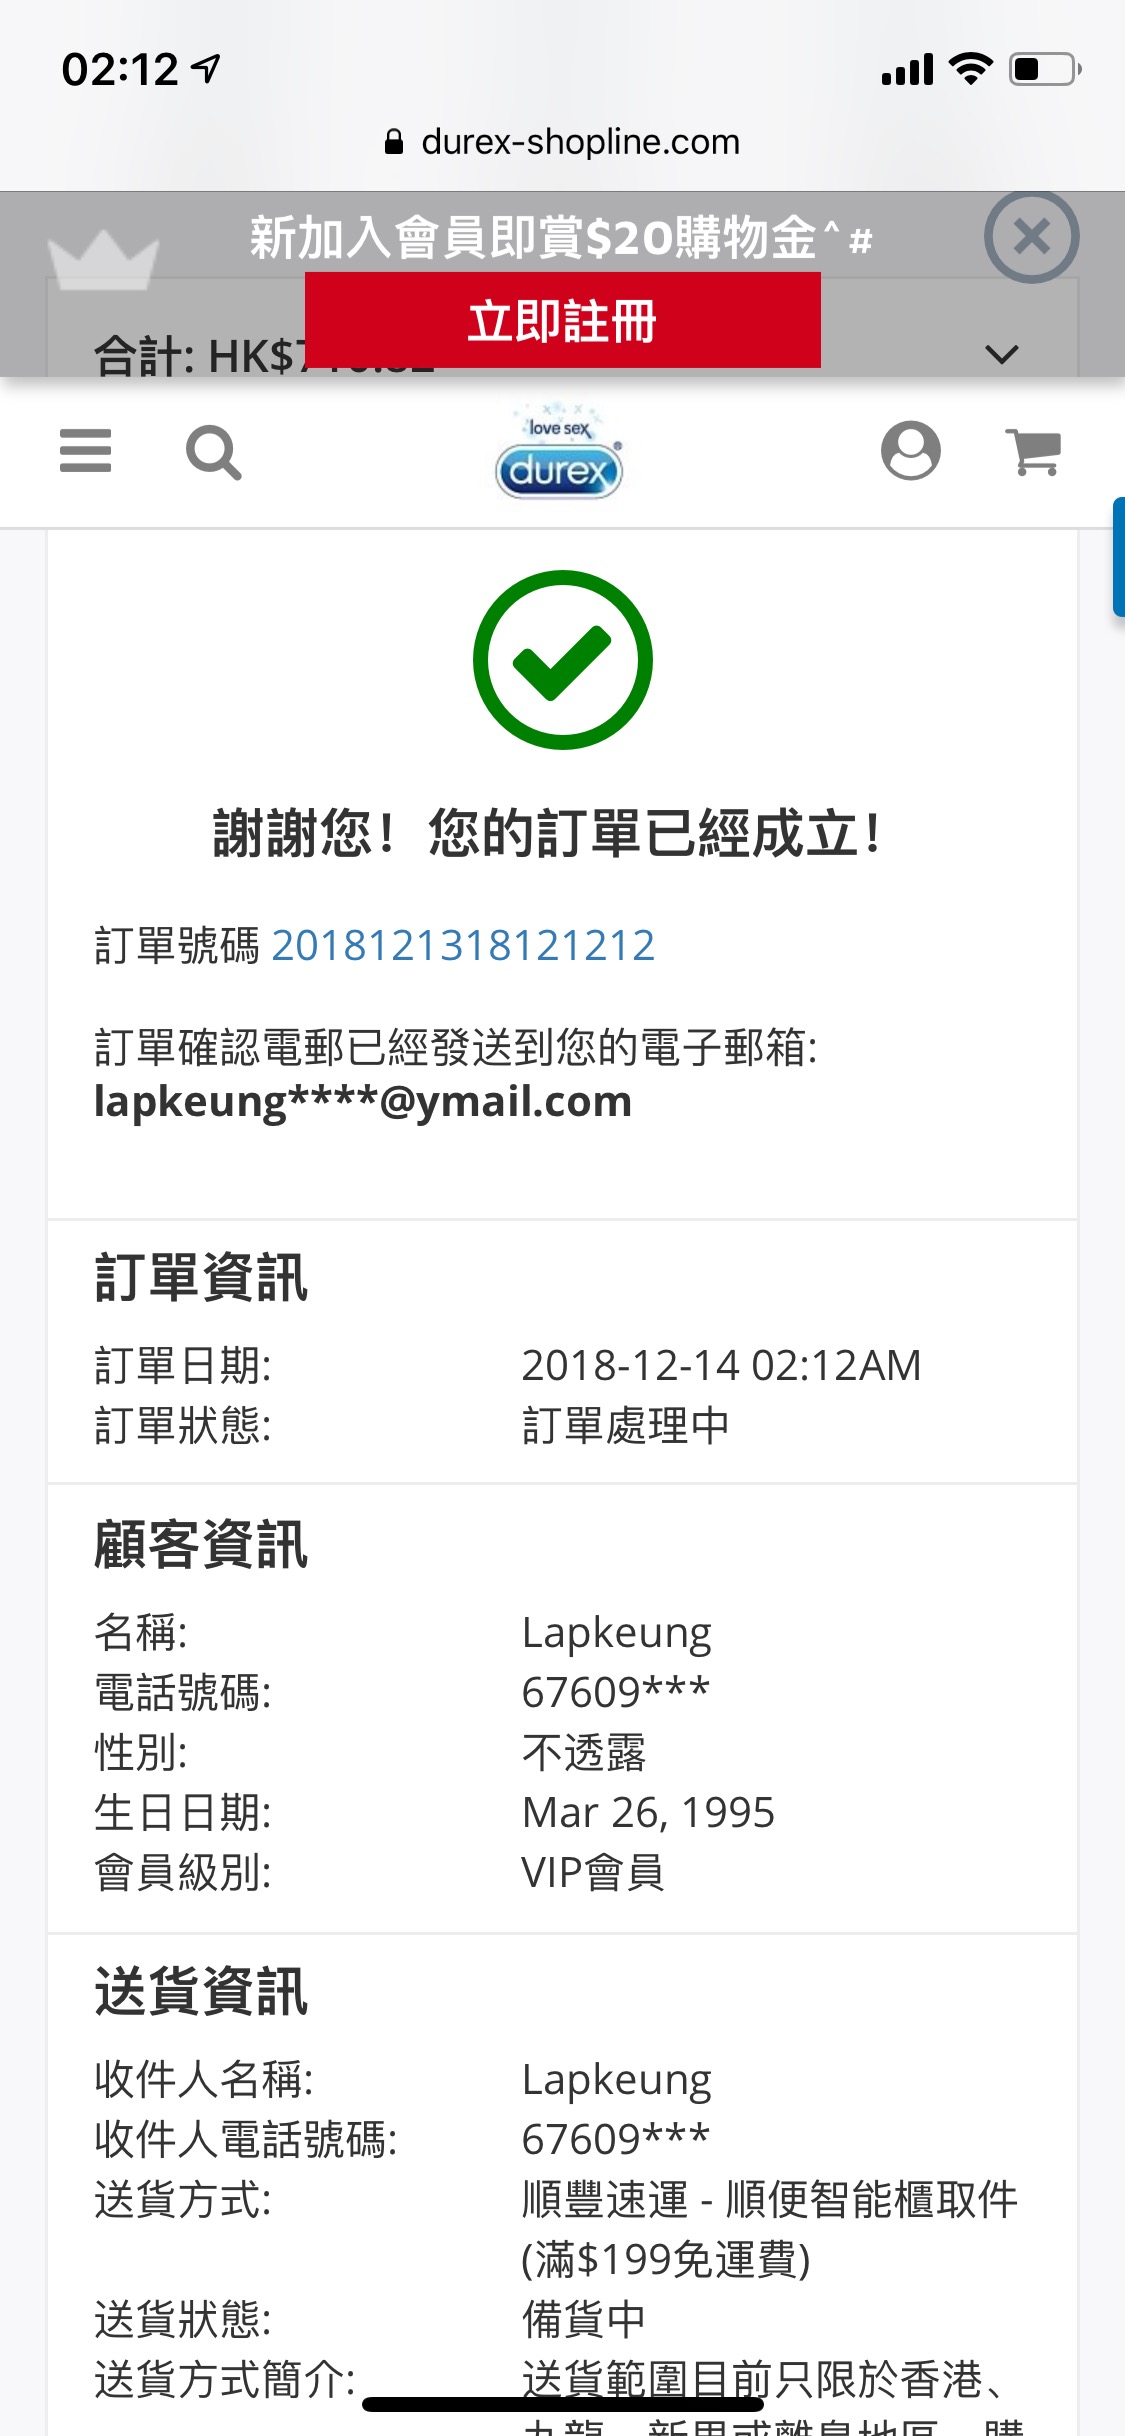 02:12
durex-shopline.com
新加入會員即賞$20購物金^#
立即註冊
合計: HK$
love sex
durex®
謝謝您！您的訂單已經成立！
訂單號碼 2018121318121212
訂單確認電郵已經發送到您的電子郵箱:
lapkeung****@ymail.com
訂單資訊
訂單日期: 2018-12-14 02:12AM
訂單狀態: 訂單處理中
顧客資訊
名稱: Lapkeung
電話號碼: 67609***
性別: 不透露
生日日期: Mar 26, 1995
會員級別: VIP會員
送貨資訊
收件人名稱: Lapkeung
收件人電話號碼: 67609***
送貨方式: 順豐速運 - 順便智能櫃取件
(滿$199免運費)
送貨狀態: 備貨中
送貨方式簡介: 送貨範圍目前只限於香港、